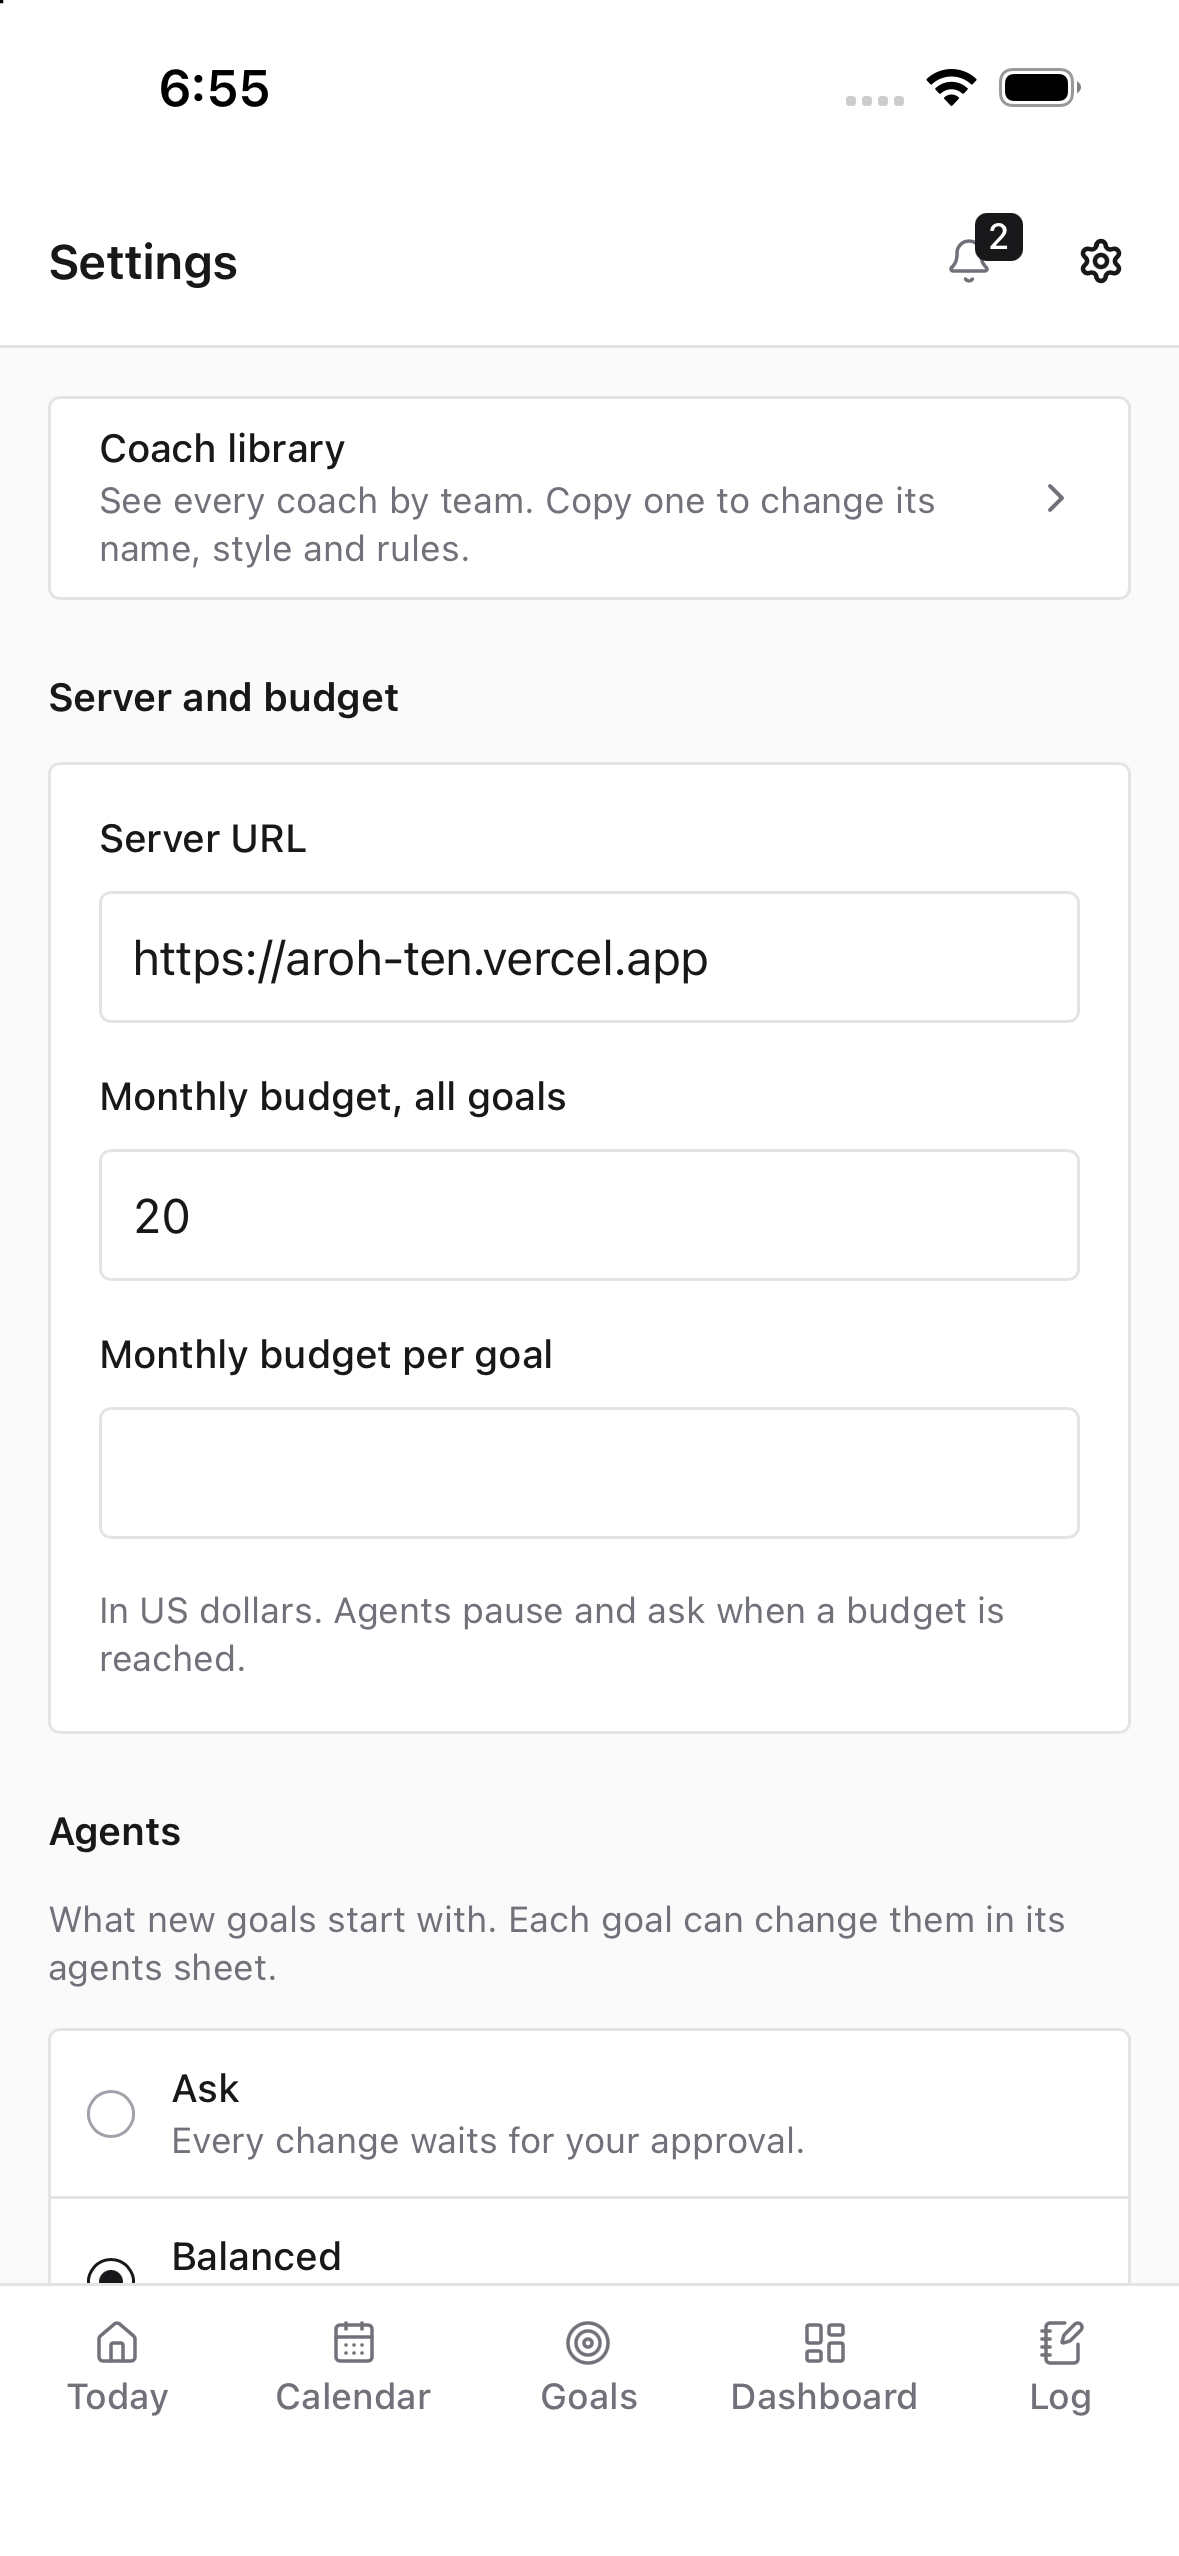 6:55
Settings
2
Coach library
See every coach by team. Copy one to change its
name, style and rules.
Server and budget
Server URL
https://aroh-ten.vercel.app
Monthly budget, all goals
20
Monthly budget per goal
In US dollars. Agents pause and ask when a budget is
reached.
Agents
What new goals start with. Each goal can change them in its
agents sheet.
Ask
Every change waits for your approval.
Balanced
Today Calendar Goals Dashboard Log